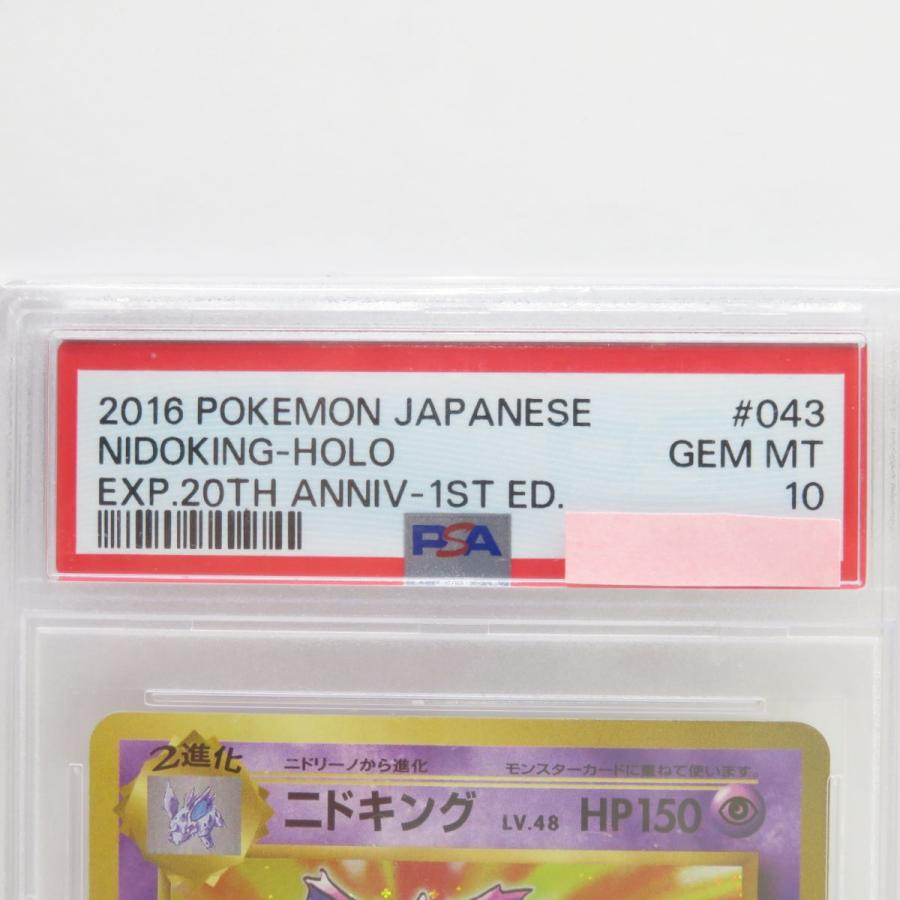 2016 POKEMON JAPANESE #043
NIDOKING-HOLO GEM MT
EXP.20TH ANNIV-1ST ED. 10
PSA
2進化
ニドリーノから進化 モンスターカードに重ねて使います。
ニドキング LV.48 HP150